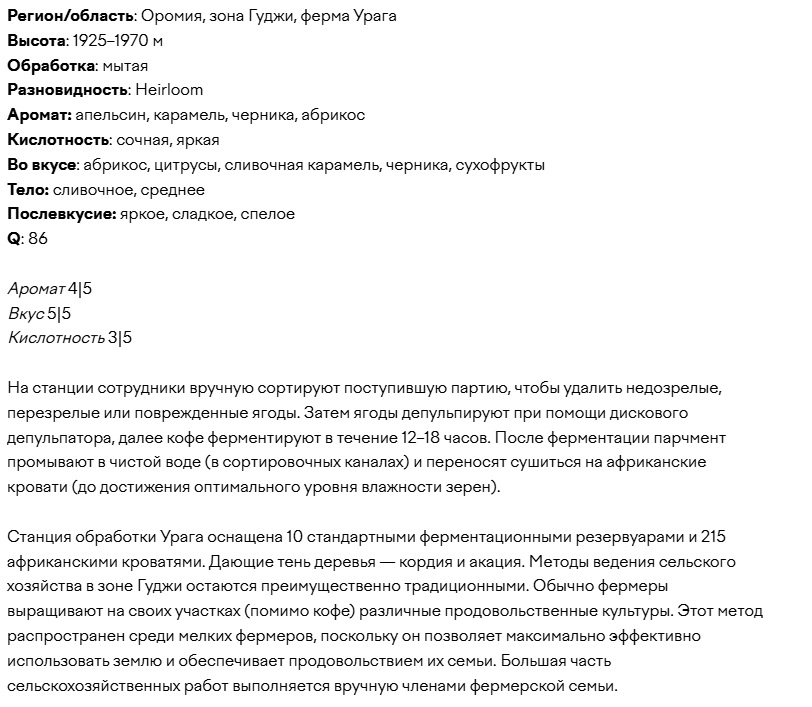 Регион/область: Оромия, зона Гуджи, ферма Урага
Высота: 1925–1970 м
Обработка: мытая
Разновидность: Heirloom
Аромат: апельсин, карамель, черника, абрикос
Кислотность: сочная, яркая
Во вкусе: абрикос, цитрусы, сливочная карамель, черника, сухофрукты
Тело: сливочное, среднее
Послевкусие: яркое, сладкое, спелое
Q: 86
Аромат 4|5
Вкус 5|5
Кислотность 3|5
На станции сотрудники вручную сортируют поступившую партию, чтобы удалить недозрелые,
перезрелые или поврежденные ягоды. Затем ягоды депульпируют при помощи дискового
депульпатора, далее кофе ферментируют в течение 12–18 часов. После ферментации парчмент
промывают в чистой воде (в сортировочных каналах) и переносят сушиться на африканские
кровати (до достижения оптимального уровня влажности зерен).
Станция обработки Урага оснащена 10 стандартными ферментационными резервуарами и 215
африканскими кроватями. Дающие тень деревья — кордия и акация. Методы ведения сельского
хозяйства в зоне Гуджи остаются преимущественно традиционными. Обычно фермеры
выращивают на своих участках (помимо кофе) различные продовольственные культуры. Этот метод
распространен среди мелких фермеров, поскольку он позволяет максимально эффективно
использовать землю и обеспечивает продовольствием их семьи. Большая часть
сельскохозяйственных работ выполняется вручную членами фермерской семьи.